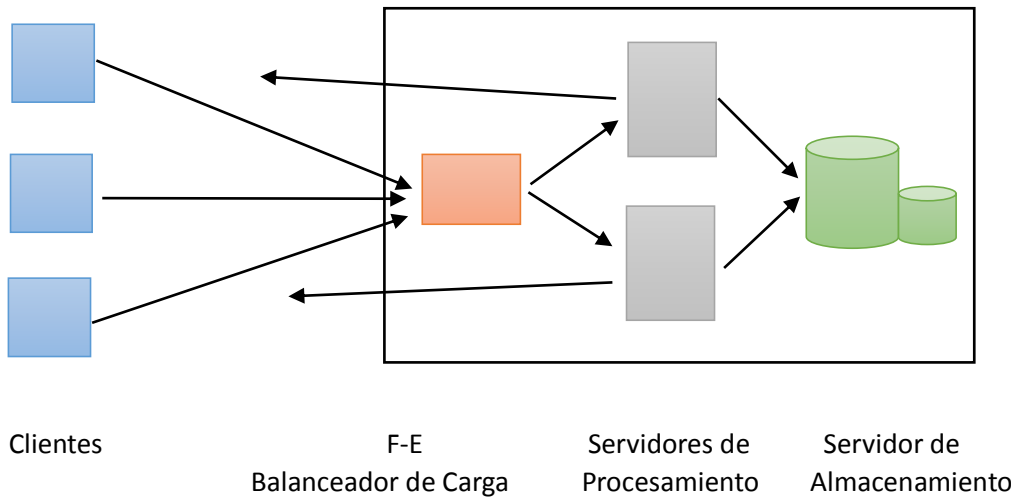 Clientes
F-E
Balanceador de Carga
Servidores de
Procesamiento
Servidor de
Almacenamiento